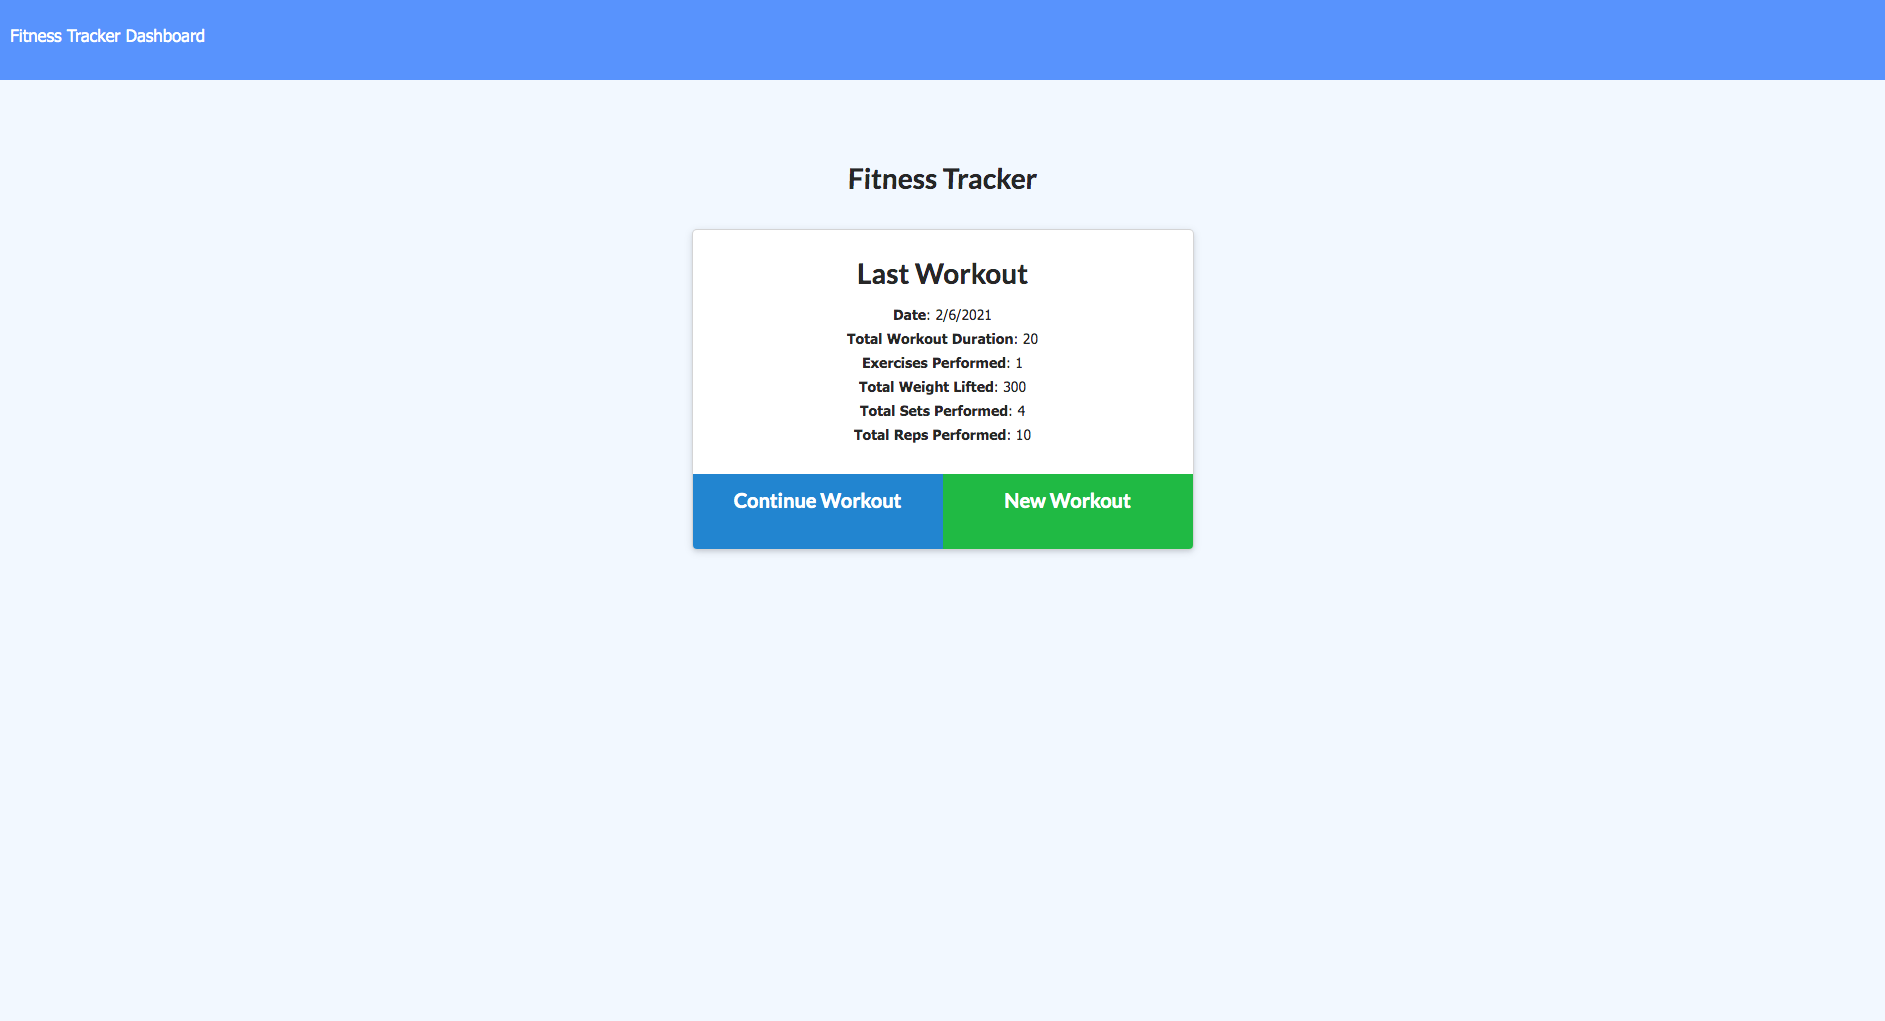 Fitness Tracker Dashboard
Fitness Tracker
Last Workout
Date: 2/6/2021
Total Workout Duration: 20
Exercises Performed: 1
Total Weight Lifted: 300
Total Sets Performed: 4
Total Reps Performed: 10
Continue Workout
New Workout